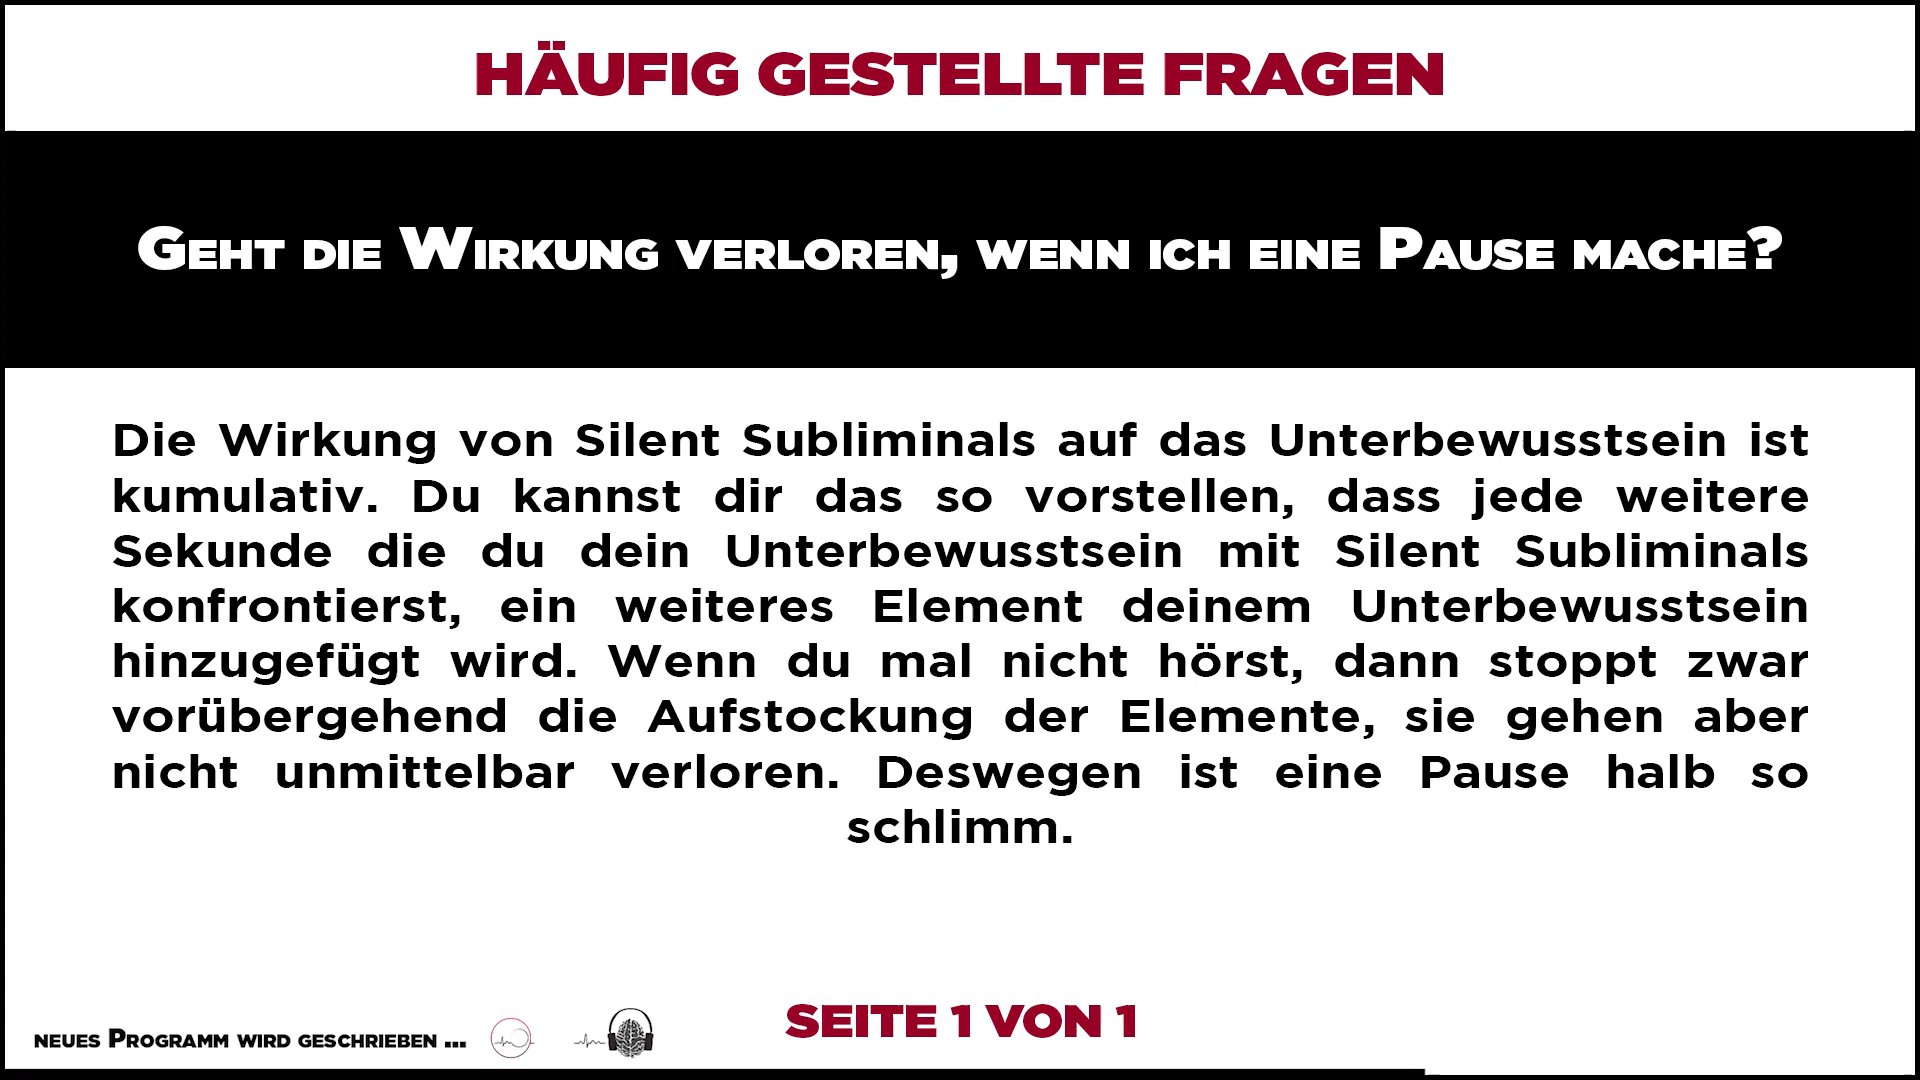 HÄUFIG GESTELLTE FRAGEN
Geht die Wirkung verloren, wenn ich eine Pause mache?
Die Wirkung von Silent Subliminals auf das Unterbewusstsein ist
kumulativ. Du kannst dir das so vorstellen, dass jede weitere
Sekunde die du dein Unterbewusstsein mit Silent Subliminals
konfrontierst, ein weiteres Element deinem Unterbewusstsein
hinzugefügt wird. Wenn du mal nicht hörst, dann stoppt zwar
vorübergehend die Aufstockung der Elemente, sie gehen aber
nicht unmittelbar verloren. Deswegen ist eine Pause halb so
schlimm.
neues Programm wird geschrieben ...
SEITE 1 VON 1